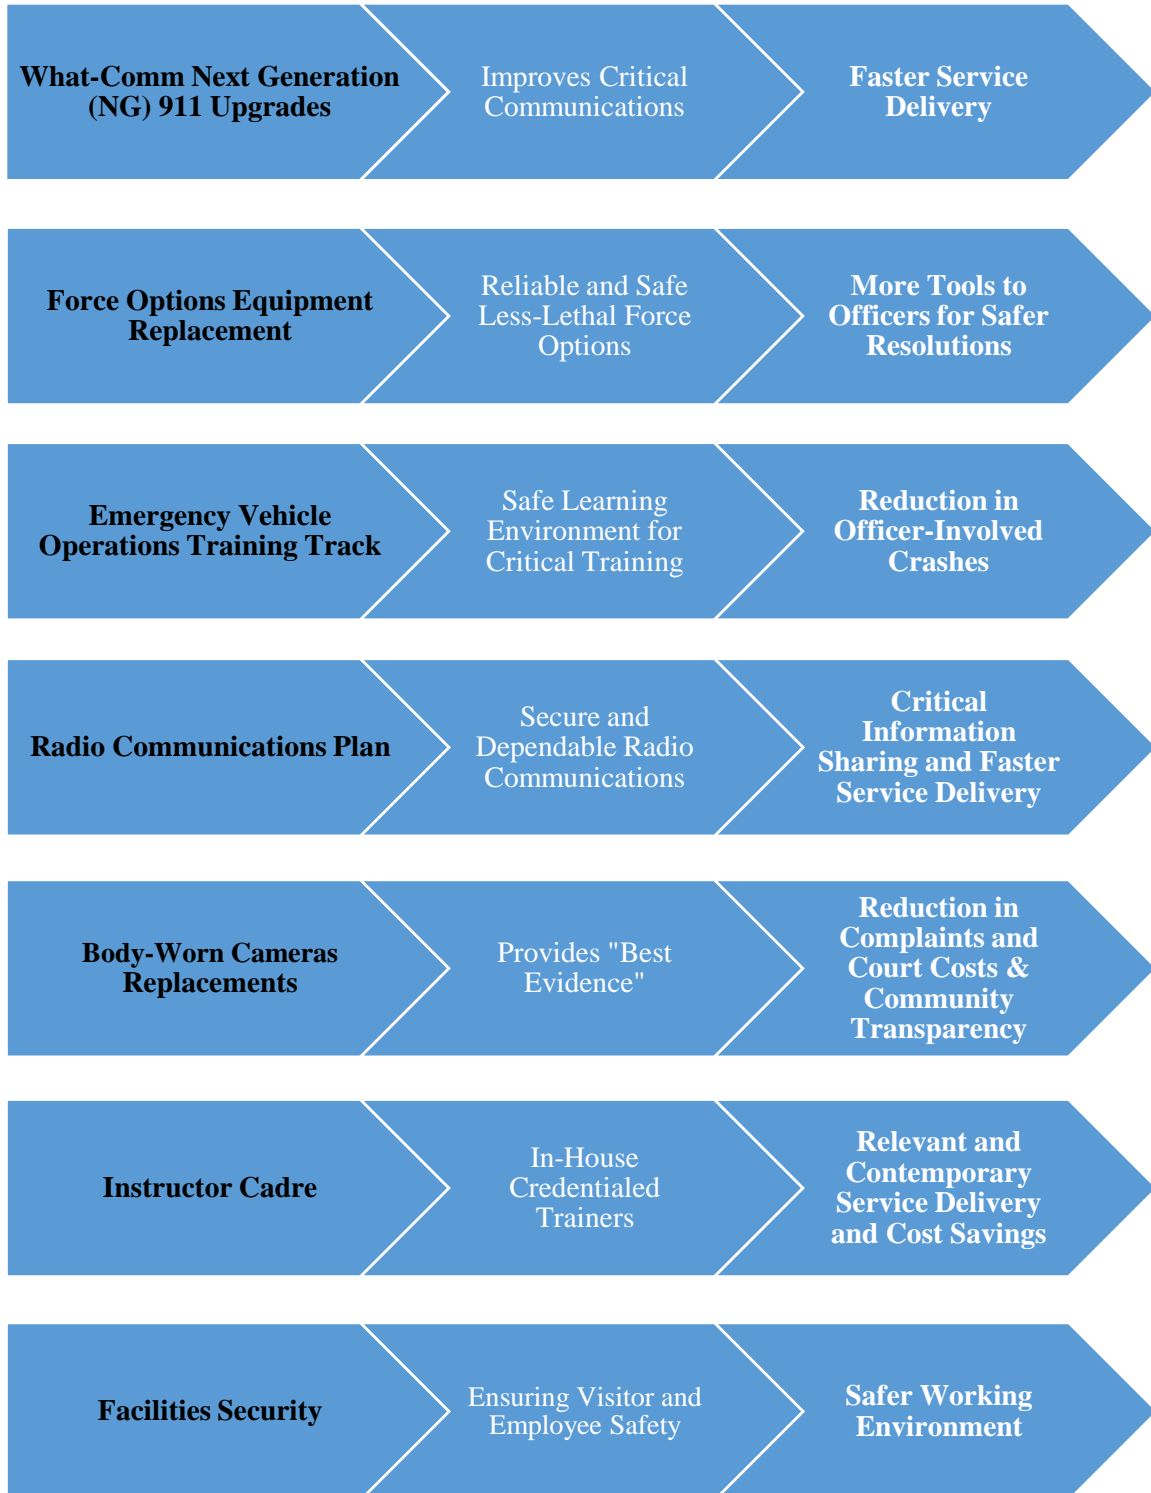 What-Comm Next Generation
(NG) 911 Upgrades
Improves Critical
Communications
Faster Service
Delivery
Force Options Equipment
Replacement
Reliable and Safe
Less-Lethal Force
Options
More Tools to
Officers for Safer
Resolutions
Emergency Vehicle
Operations Training Track
Safe Learning
Environment for
Critical Training
Reduction in
Officer-Involved
Crashes
Radio Communications Plan
Secure and
Dependable Radio
Communications
Critical
Information
Sharing and Faster
Service Delivery
Body-Worn Cameras
Replacements
Provides "Best
Evidence"
Reduction in
Complaints and
Court Costs &
Community
Transparency
Instructor Cadre
In-House
Credentialed
Trainers
Relevant and
Contemporary
Service Delivery
and Cost Savings
Facilities Security
Ensuring Visitor and
Employee Safety
Safer Working
Environment